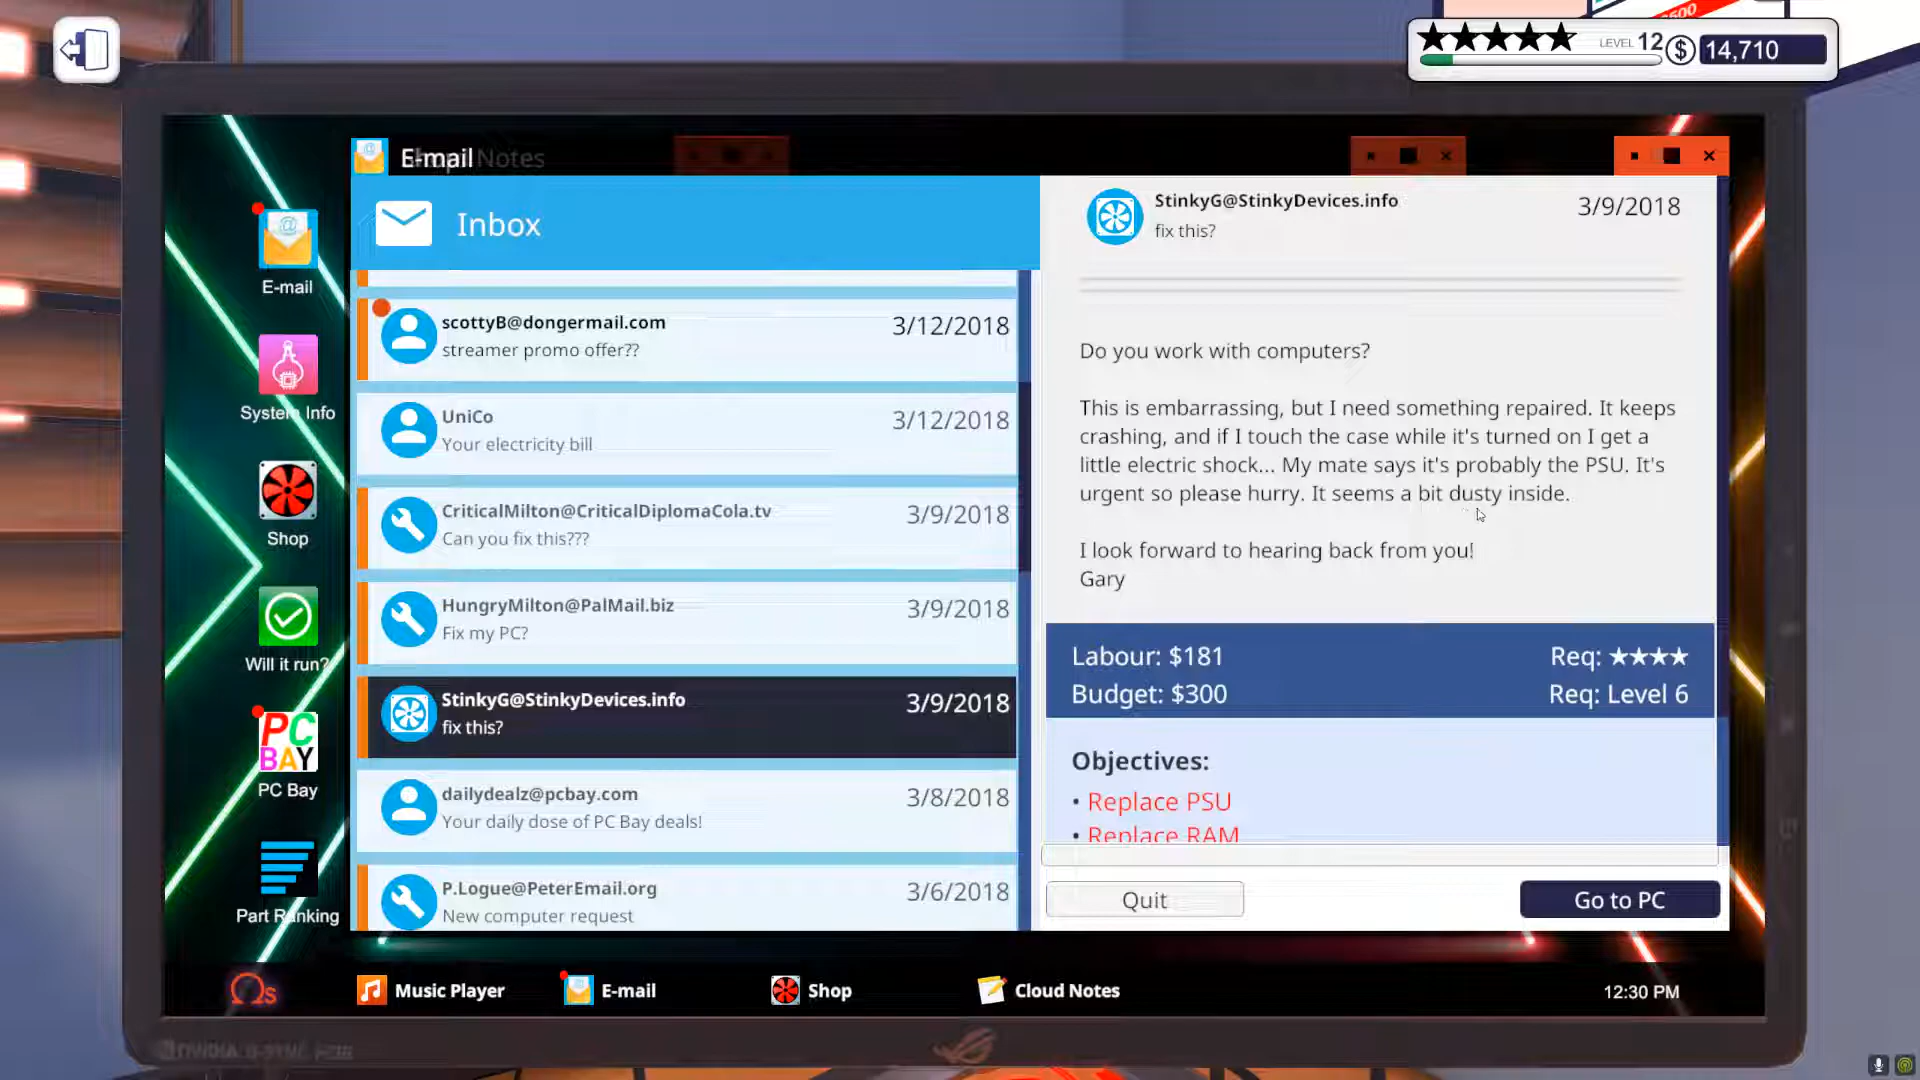 LEVEL 12 $ 14,710
E-mail Notes
Inbox
E-mail
System Info
Shop
Will it run?
PC BAY
PC Bay
Part Ranking
scottyB@dongermail.com 3/12/2018
streamer promo offer??
UniCo 3/12/2018
Your electricity bill
CriticalMilton@CriticalDiplomaCola.tv 3/9/2018
Can you fix this???
HungryMilton@PalMail.biz 3/9/2018
Fix my PC?
StinkyG@StinkyDevices.info 3/9/2018
fix this?
dailydealz@pcbay.com 3/8/2018
Your daily dose of PC Bay deals!
P.Logue@PeterEmail.org 3/6/2018
New computer request
StinkyG@StinkyDevices.info 3/9/2018
fix this?
Do you work with computers?
This is embarrassing, but I need something repaired. It keeps
crashing, and if I touch the case while it's turned on I get a
little electric shock... My mate says it's probably the PSU. It's
urgent so please hurry. It seems a bit dusty inside.
I look forward to hearing back from you!
Gary
Labour: $181 Req: ★★★★
Budget: $300 Req: Level 6
Objectives:
• Replace PSU
• Replace RAM
Quit Go to PC
Ωs Music Player E-mail Shop Cloud Notes 12:30 PM